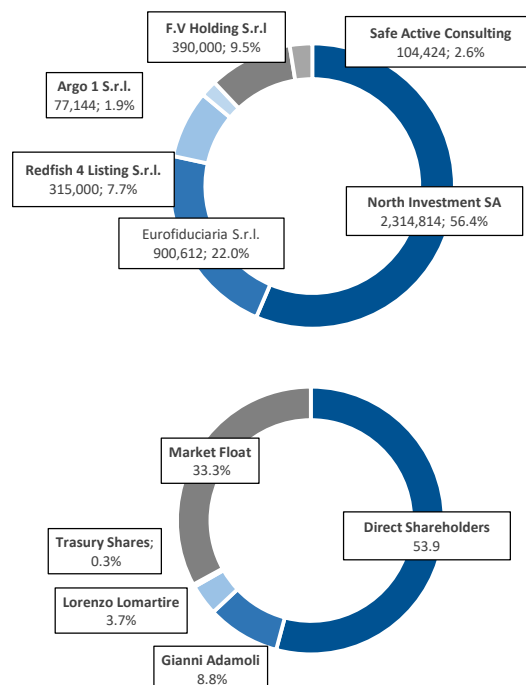 F.V Holding S.r.l
390,000; 9.5%
Safe Active Consulting
104,424; 2.6%
Argo 1 S.r.l.
77,144; 1.9%
Redfish 4 Listing S.r.l.
315,000; 7.7%
North Investment SA
2,314,814; 56.4%
Eurofiduciaria S.r.l.
900,612; 22.0%
Market Float
33.3%
Direct Shareholders
53.9
Trasury Shares;
0.3%
Lorenzo Lomartire
3.7%
Gianni Adamoli
8.8%